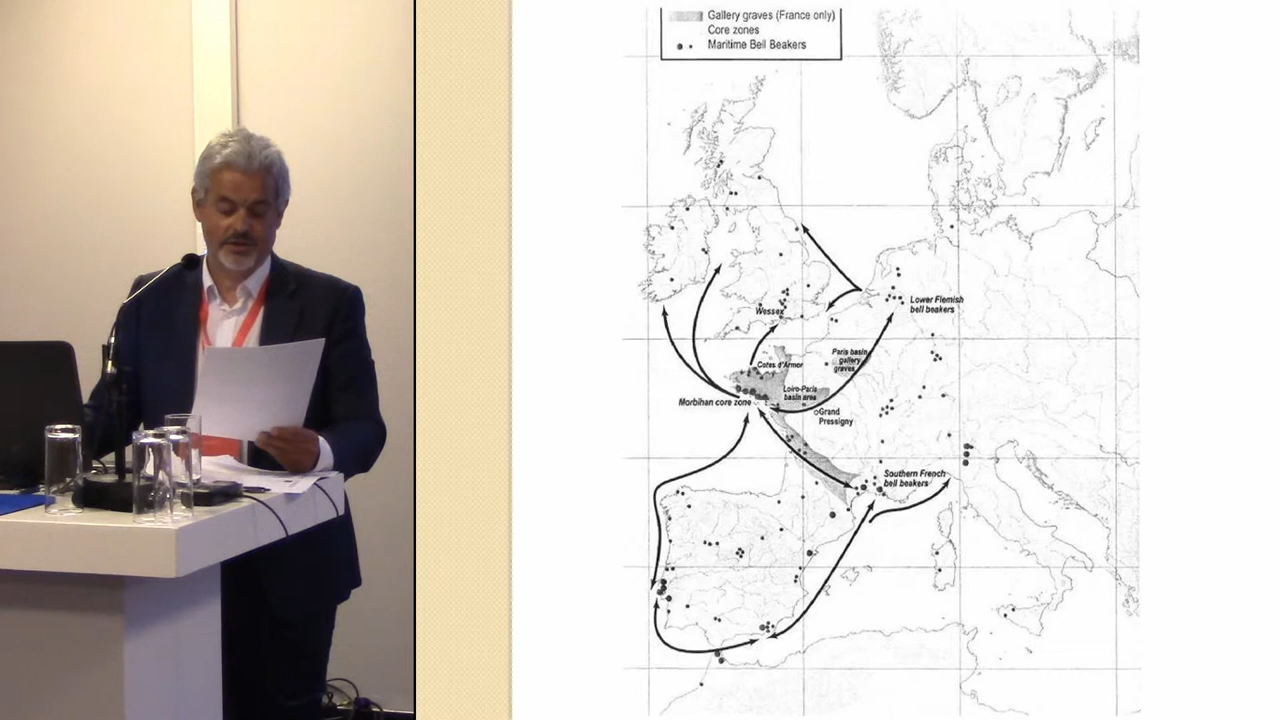 Gallery graves (France only)
Core zones
Maritime Bell Beakers
Lower Flemish
bell beakers
Wessex
Paris basin
gallery
graves
Cotes d'Armor
Loiro-Paris
basin area
Morbihan core zone
Grand
Pressigny
Southern French
bell beakers